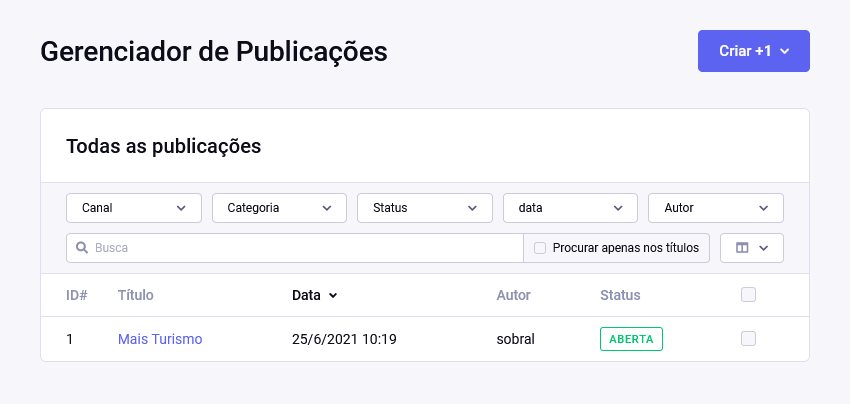 Gerenciador de Publicações
Criar +1
Todas as publicações
Canal Categoria Status data Autor
Busca Procurar apenas nos títulos
ID# Título Data Autor Status
1 Mais Turismo 25/6/2021 10:19 sobral ABERTA